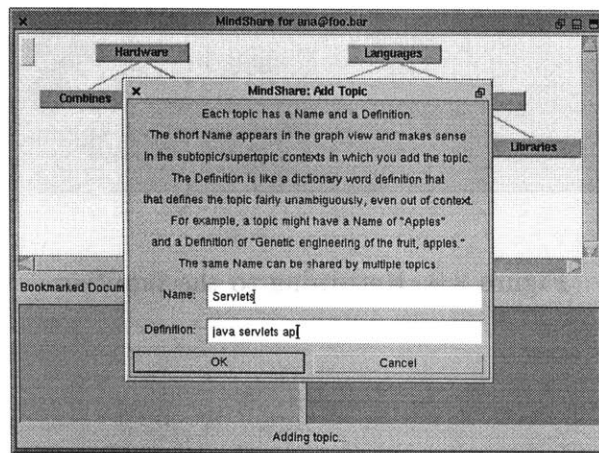 MindShare for ana@foo.bar
Hardware
Languages
Combines
Libraries
MindShare: Add Topic
Each topic has a Name and a Definition.
The short Name appears in the graph view and makes sense
in the subtopic/supertopic contexts in which you add the topic.
The Definition is like a dictionary word definition that
that defines the topic fairly unambiguously, even out of context.
For example, a topic might have a Name of "Apples"
and a Definition of "Genetic engineering of the fruit, apples."
The same Name can be shared by multiple topics
Bookmarked Docum
Name: Servlets
Definition: java servlets ap
OK Cancel
Adding topic...